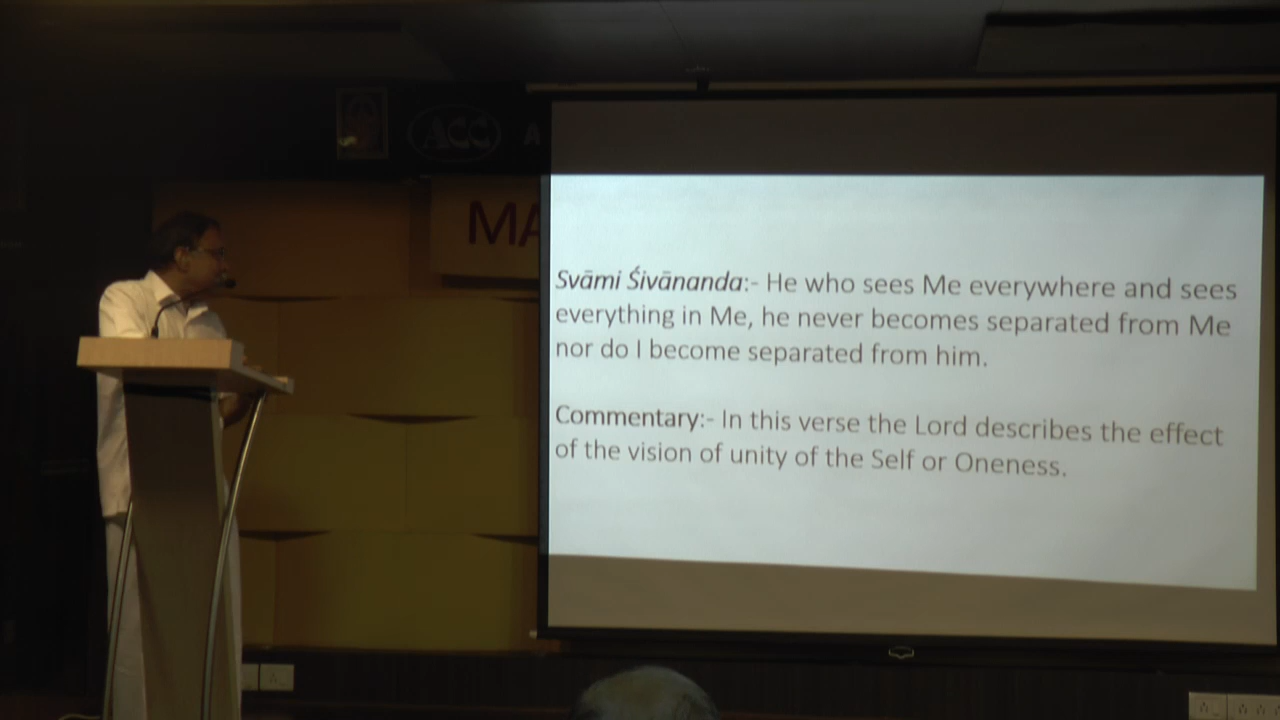 ACC
A
MA
Svāmi Śivānanda:- He who sees Me everywhere and sees
everything in Me, he never becomes separated from Me
nor do I become separated from him.
Commentary:- In this verse the Lord describes the effect
of the vision of unity of the Self or Oneness.